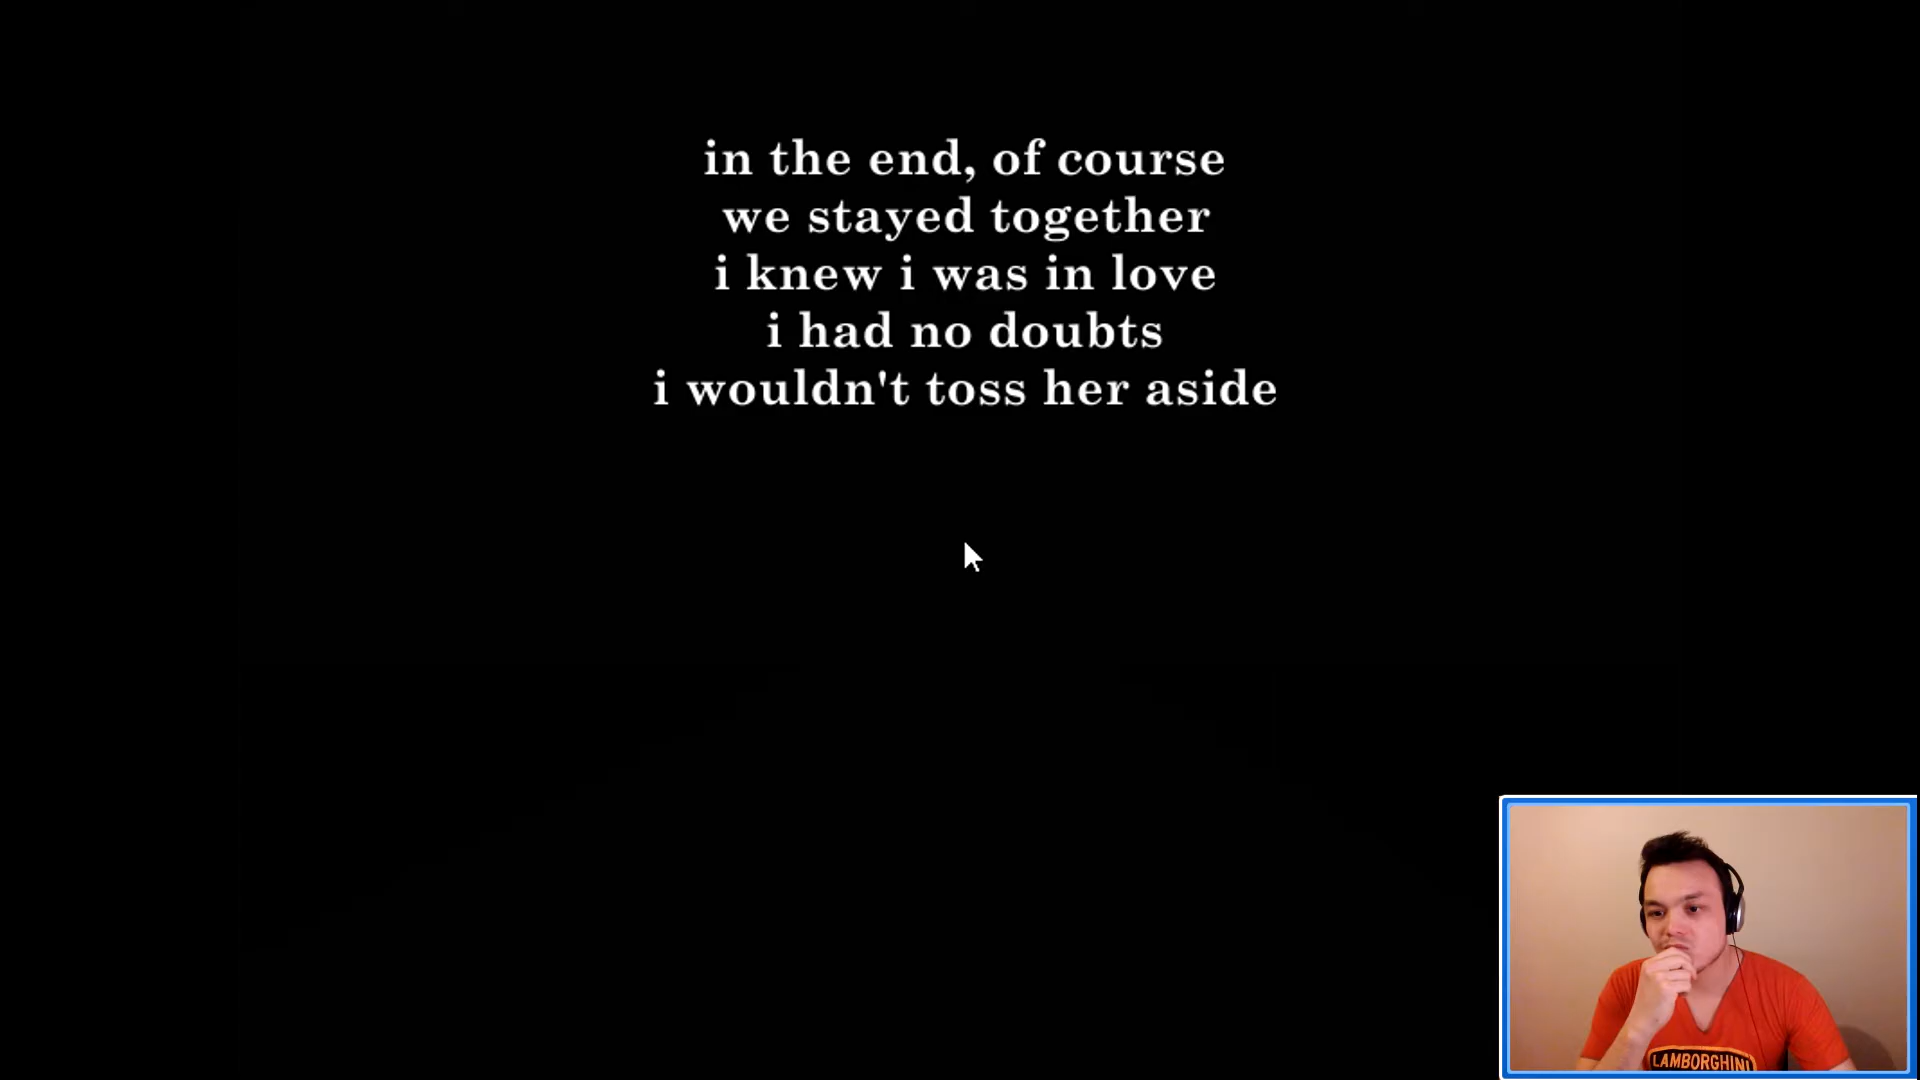 in the end, of course
we stayed together
i knew i was in love
i had no doubts
i wouldn't toss her aside
LAMBORGHINI